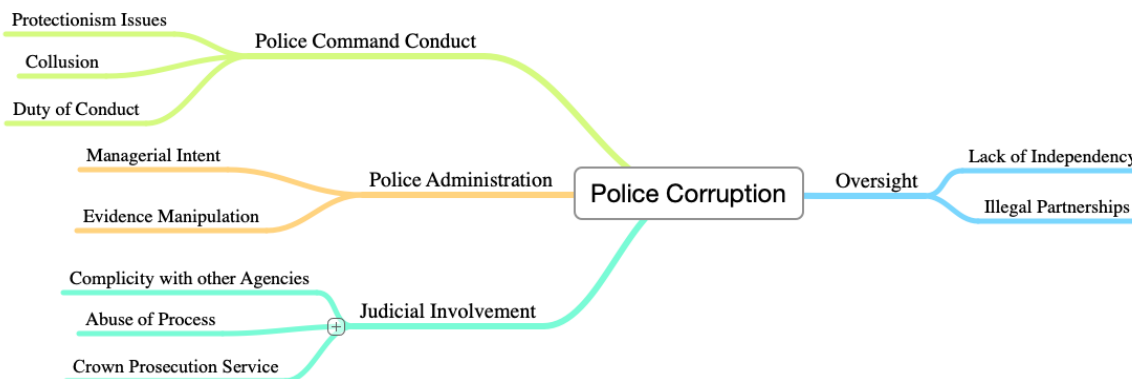 Protectionism Issues
Police Command Conduct
Collusion
Duty of Conduct
Managerial Intent
Police Administration
Evidence Manipulation
Complicity with other Agencies
Judicial Involvement
Abuse of Process
Crown Prosecution Service
Police Corruption
Oversight
Lack of Independency
Illegal Partnerships